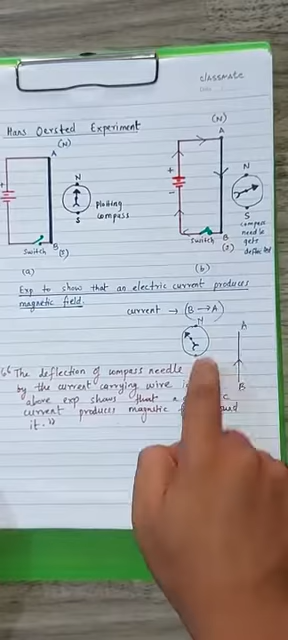 classmate
Hans Oersted Experiment
(N)
A
+
N
S
Plotting
compass
Switch
B
(S)
(a)
(N)
A
+
N
S
compass
needle
gets
deflected
Switch
B
(S)
(b)
Exp to show that an electric current produces
magnetic field.
current → (B → A)
N
A
B
"The deflection of compass needle
by the current carrying wire
above exp shows that a
current produces magnetic
it."